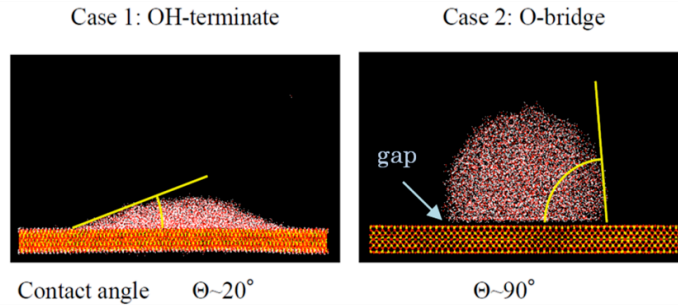 Case 1: OH-terminate
Case 2: O-bridge
gap
Contact angle
Θ~20°
Θ~90°